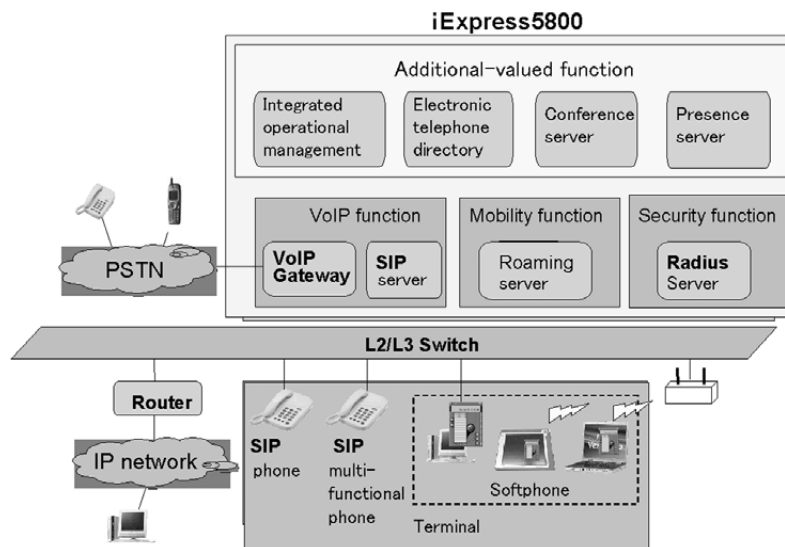 iExpress5800
Additional-valued function
Integrated
operational
management
Electronic
telephone
directory
Conference
server
Presence
server
VoIP function
VoIP
Gateway
SIP
server
Mobility function
Roaming
server
Security function
Radius
Server
PSTN
L2/L3 Switch
Router
IP network
SIP
phone
SIP
multi-
functional
phone
Softphone
Terminal